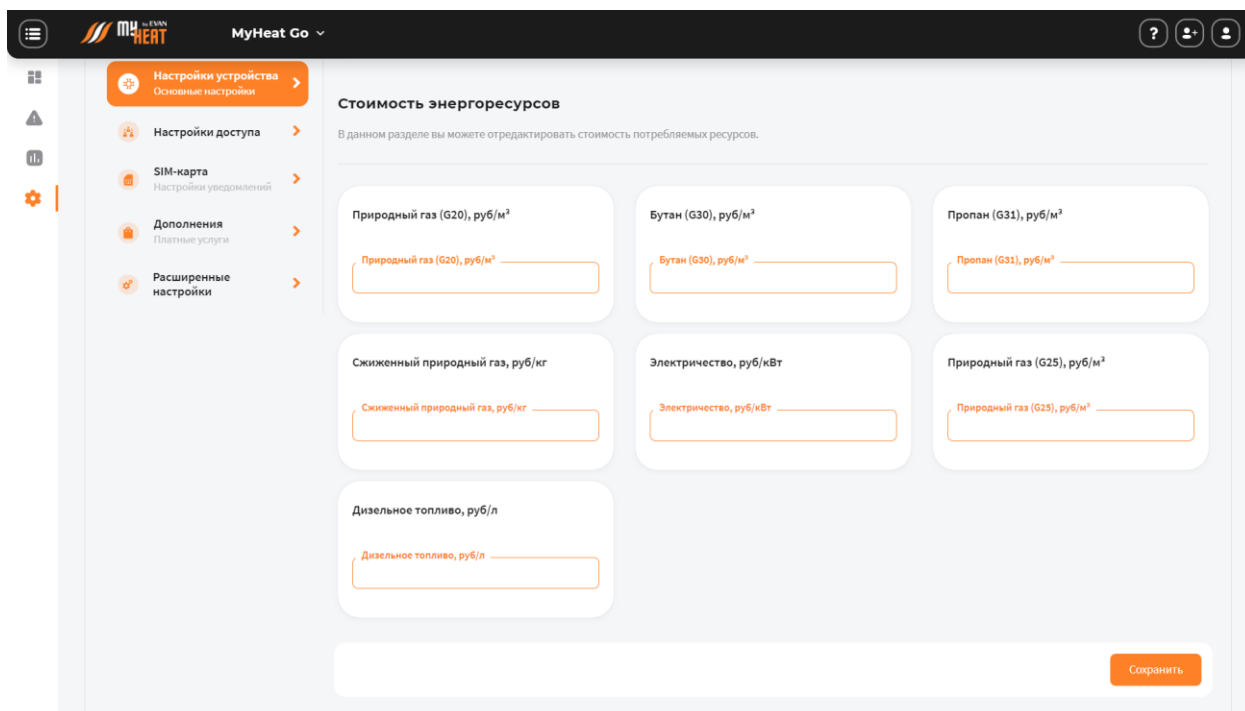 MYHEAT by EVAN
MyHeat Go
?
Настройки устройства
Основные настройки
Настройки доступа
SIM-карта
Настройки уведомлений
Дополнения
Платные услуги
Расширенные
настройки
Стоимость энергоресурсов
В данном разделе вы можете отредактировать стоимость потребляемых ресурсов.
Природный газ (G20), руб/м³
Природный газ (G20), руб/м³
Бутан (G30), руб/м³
Бутан (G30), руб/м³
Пропан (G31), руб/м³
Пропан (G31), руб/м³
Сжиженный природный газ, руб/кг
Сжиженный природный газ, руб/кг
Электричество, руб/кВт
Электричество, руб/кВт
Природный газ (G25), руб/м³
Природный газ (G25), руб/м³
Дизельное топливо, руб/л
Дизельное топливо, руб/л
Сохранить